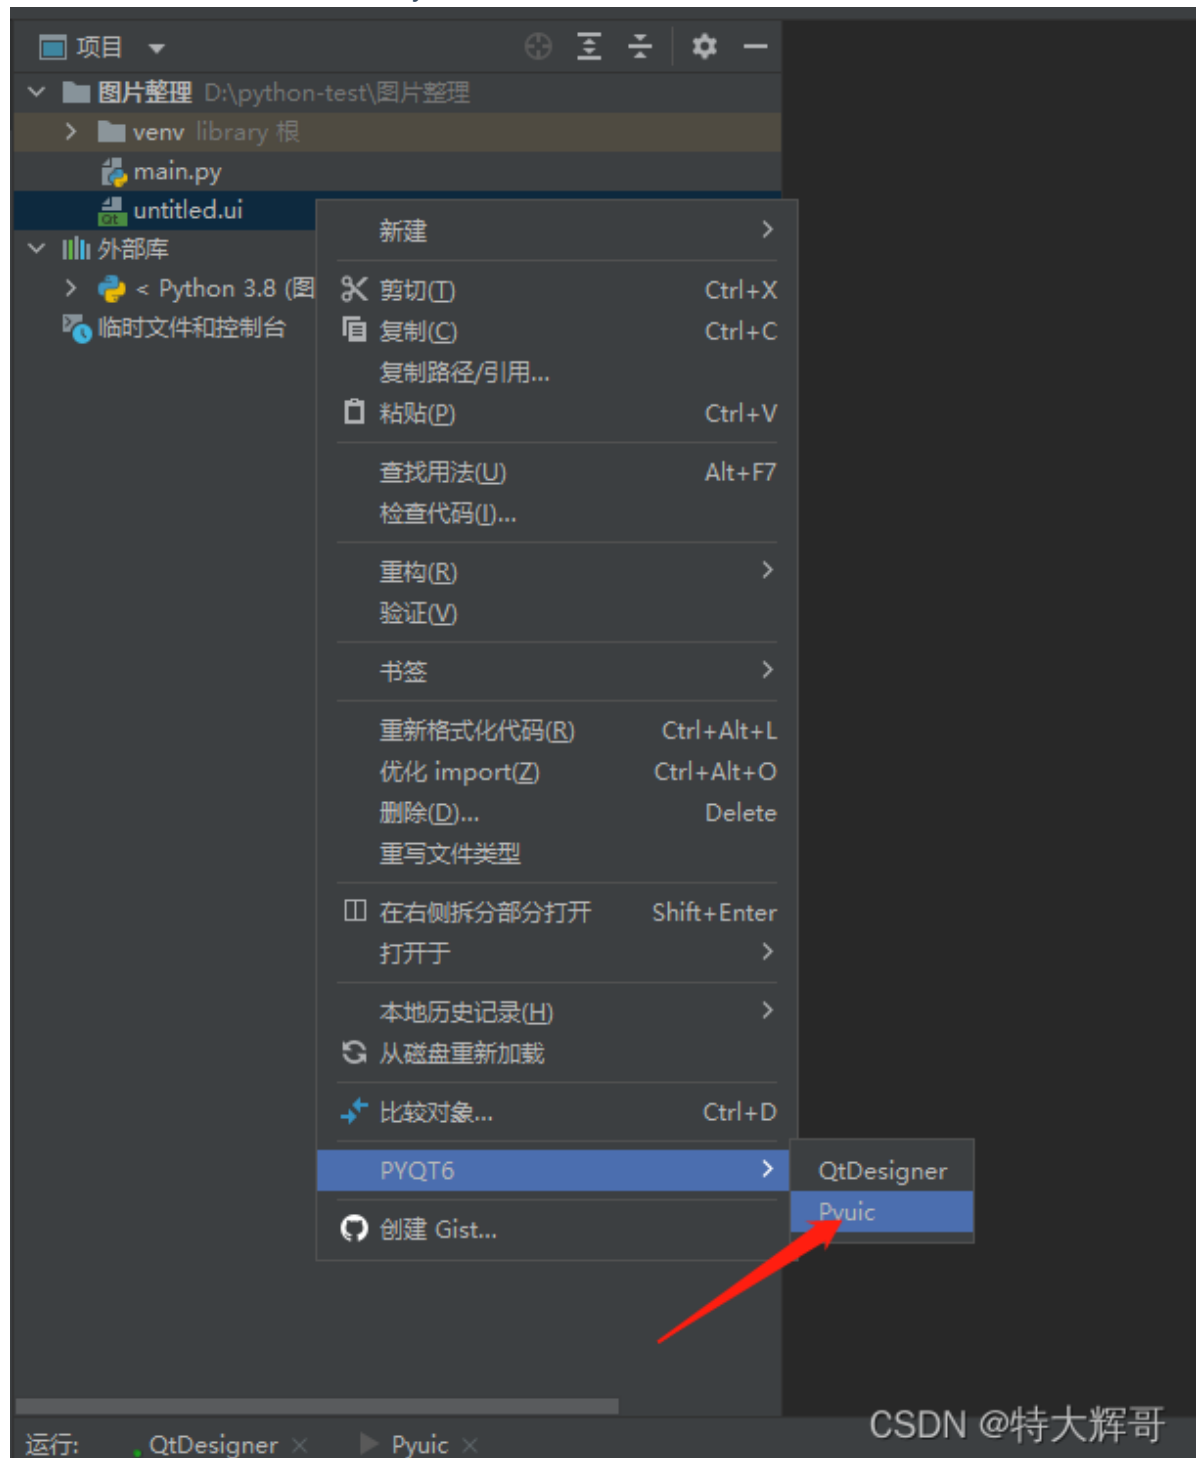 项目
图片整理 D:\python-test\图片整理
venv library 根
main.py
untitled.ui
外部库
< Python 3.8 (图
临时文件和控制台
新建
剪切(T) Ctrl+X
复制(C) Ctrl+C
复制路径/引用...
粘贴(P) Ctrl+V
查找用法(U) Alt+F7
检查代码(I)...
重构(R)
验证(V)
书签
重新格式化代码(R) Ctrl+Alt+L
优化 import(Z) Ctrl+Alt+O
删除(D)... Delete
重写文件类型
在右侧拆分部分打开 Shift+Enter
打开于
本地历史记录(H)
从磁盘重新加载
比较对象... Ctrl+D
PYQT6
QtDesigner
Pyuic
创建 Gist...
运行: QtDesigner Pyuic
CSDN @特大辉哥